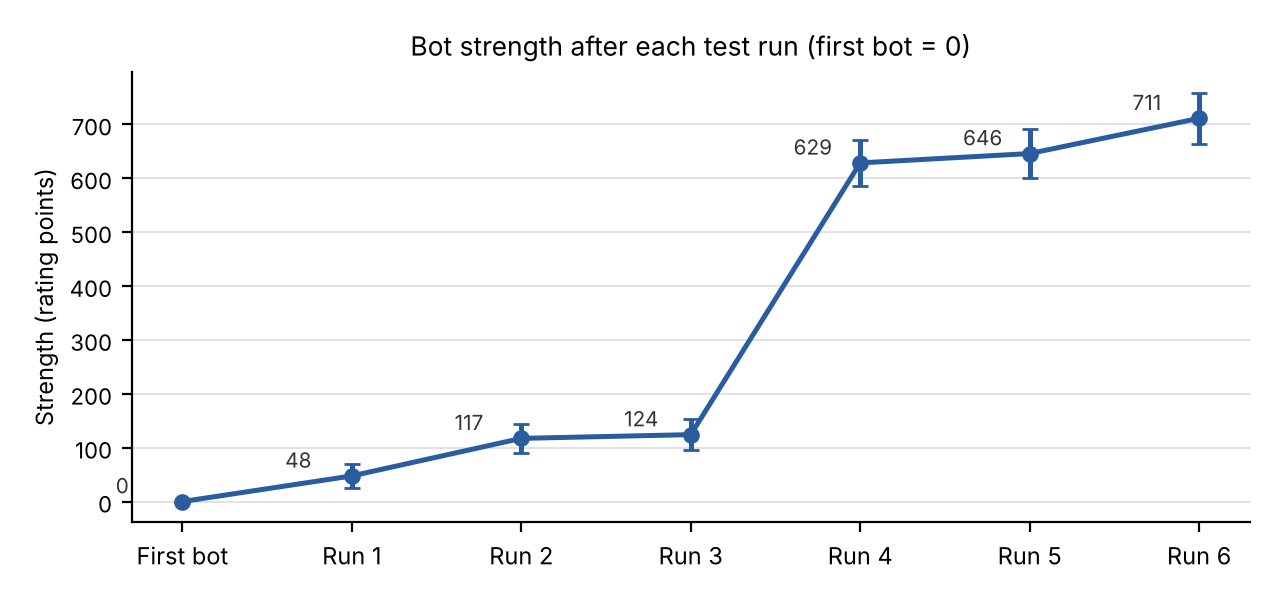 Bot strength after each test run (first bot = 0)
Strength (rating points)
700
600
500
400
300
200
100
0
0
48
117
124
629
646
711
First bot
Run 1
Run 2
Run 3
Run 4
Run 5
Run 6